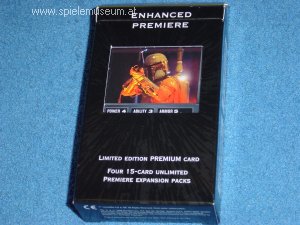 www.spielemuseum.at
ENHANCED
PREMIERE
POWER 4 ABILITY 3 ARMOR 5
LIMITED EDITION PREMIUM CARD
FOUR 15-CARD UNLIMITED
PREMIERE EXPANSION PACKS